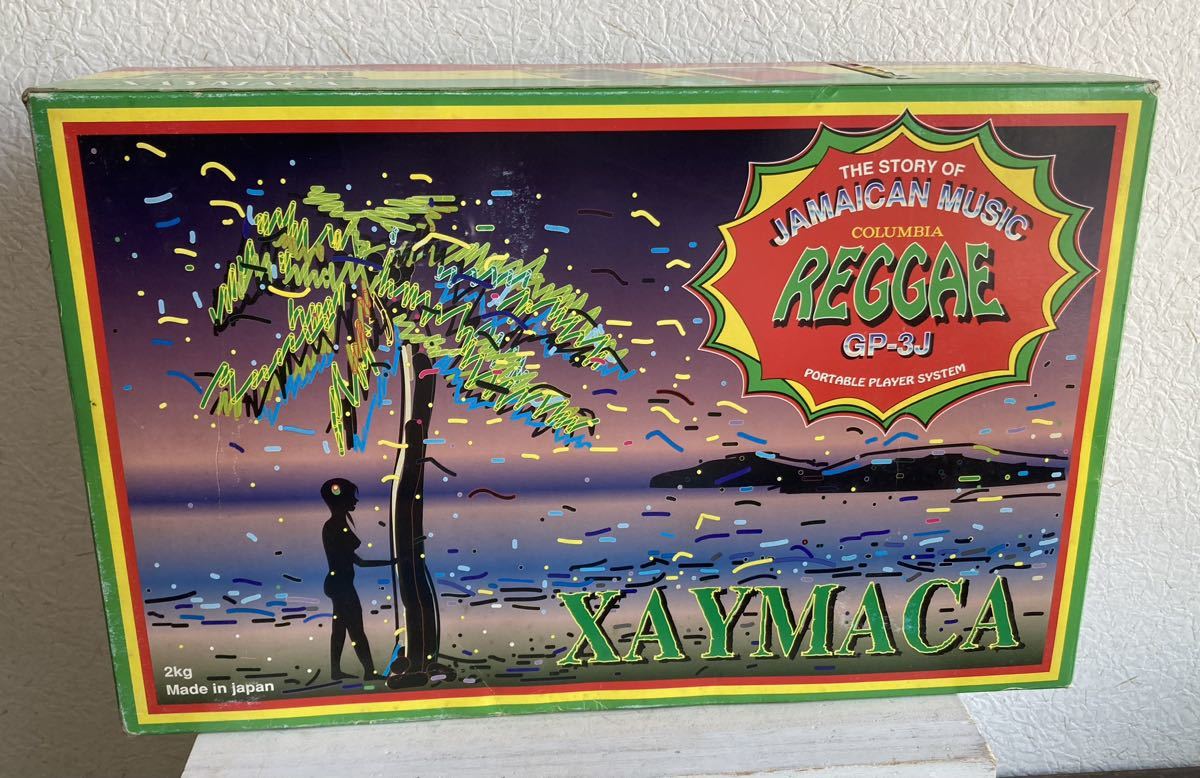 THE STORY OF
JAMAICAN MUSIC
COLUMBIA
REGGAE
GP-3J
PORTABLE PLAYER SYSTEM
XAYMACA
2kg
Made in japan